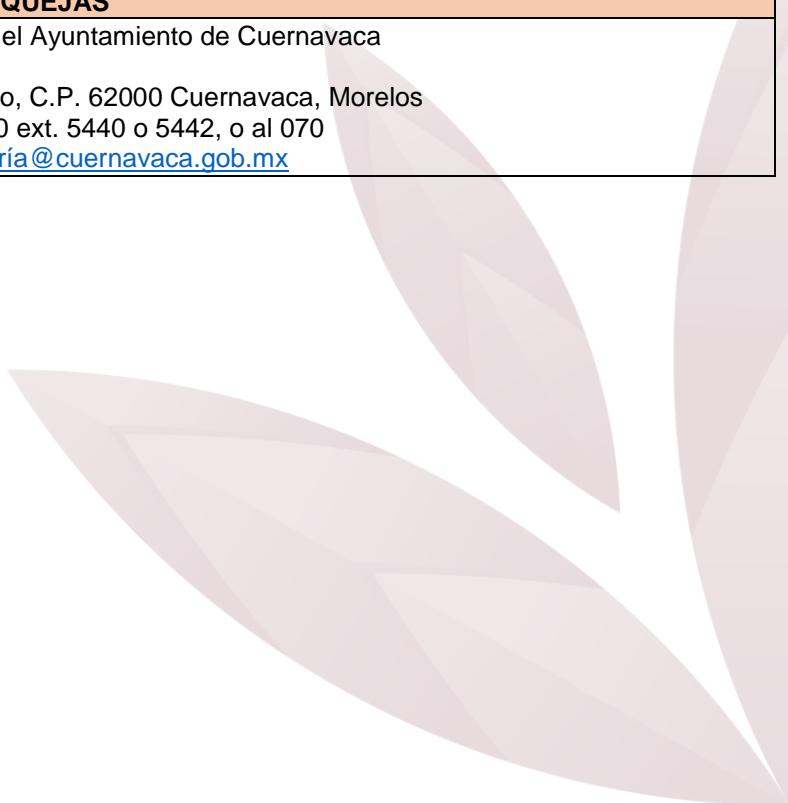 QUEJAS
el Ayuntamiento de Cuernavaca
o, C.P. 62000 Cuernavaca, Morelos
0 ext. 5440 o 5442, o al 070
ría@cuernavaca.gob.mx